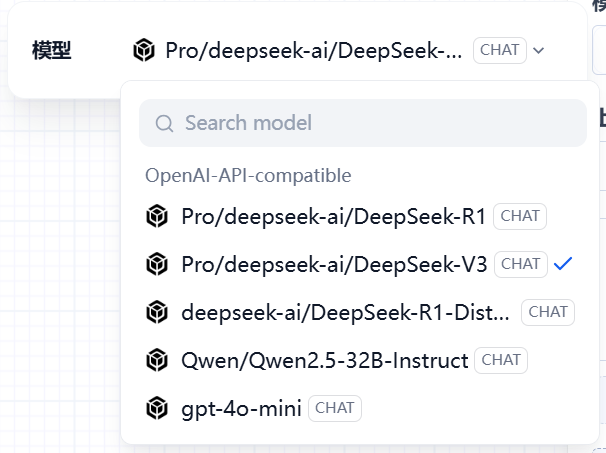 模型 Pro/deepseek-ai/DeepSeek-... CHAT
Search model
OpenAI-API-compatible
Pro/deepseek-ai/DeepSeek-R1 CHAT
Pro/deepseek-ai/DeepSeek-V3 CHAT
deepseek-ai/DeepSeek-R1-Dist... CHAT
Qwen/Qwen2.5-32B-Instruct CHAT
gpt-4o-mini CHAT